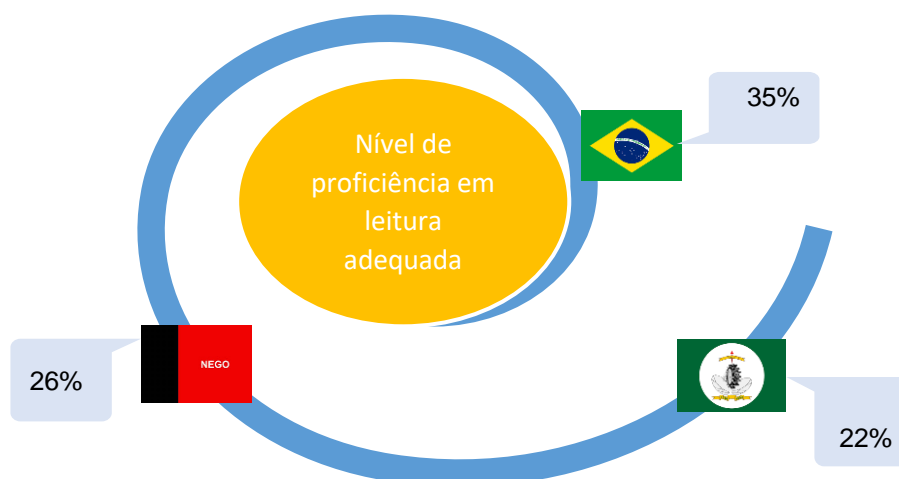 35%
Nível de
proficiência em
leitura
adequada
NEGO
26%
22%